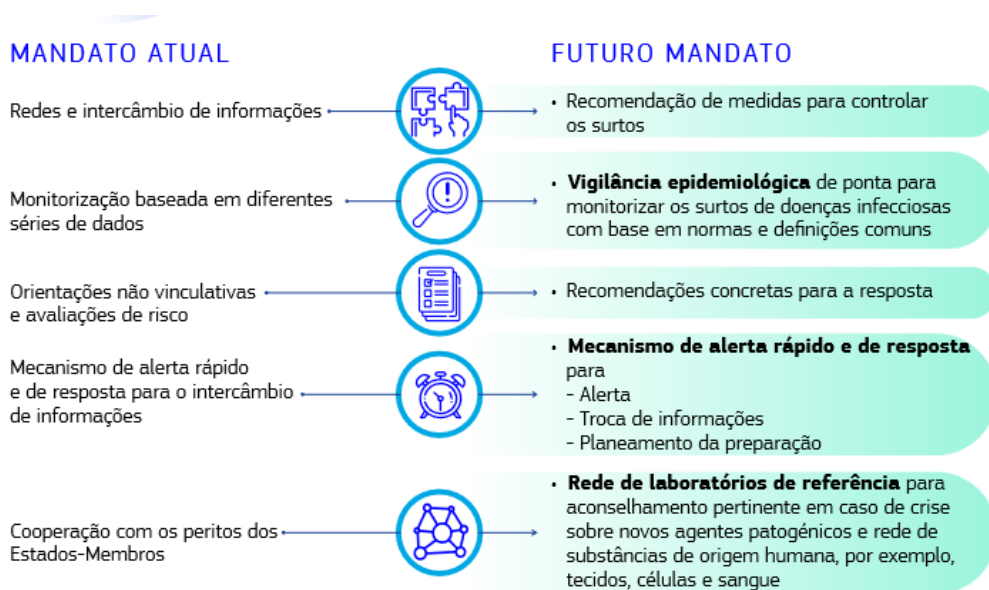 MANDATO ATUAL
FUTURO MANDATO
Redes e intercâmbio de informações
• Recomendação de medidas para controlar
os surtos
Monitorização baseada em diferentes
séries de dados
• Vigilância epidemiológica de ponta para
monitorizar os surtos de doenças infecciosas
com base em normas e definições comuns
Orientações não vinculativas
e avaliações de risco
• Recomendações concretas para a resposta
Mecanismo de alerta rápido
e de resposta para o intercâmbio
de informações
• Mecanismo de alerta rápido e de resposta
para
- Alerta
- Troca de informações
- Planeamento da preparação
Cooperação com os peritos dos
Estados-Membros
• Rede de laboratórios de referência para
aconselhamento pertinente em caso de crise
sobre novos agentes patogénicos e rede de
substâncias de origem humana, por exemplo,
tecidos, células e sangue